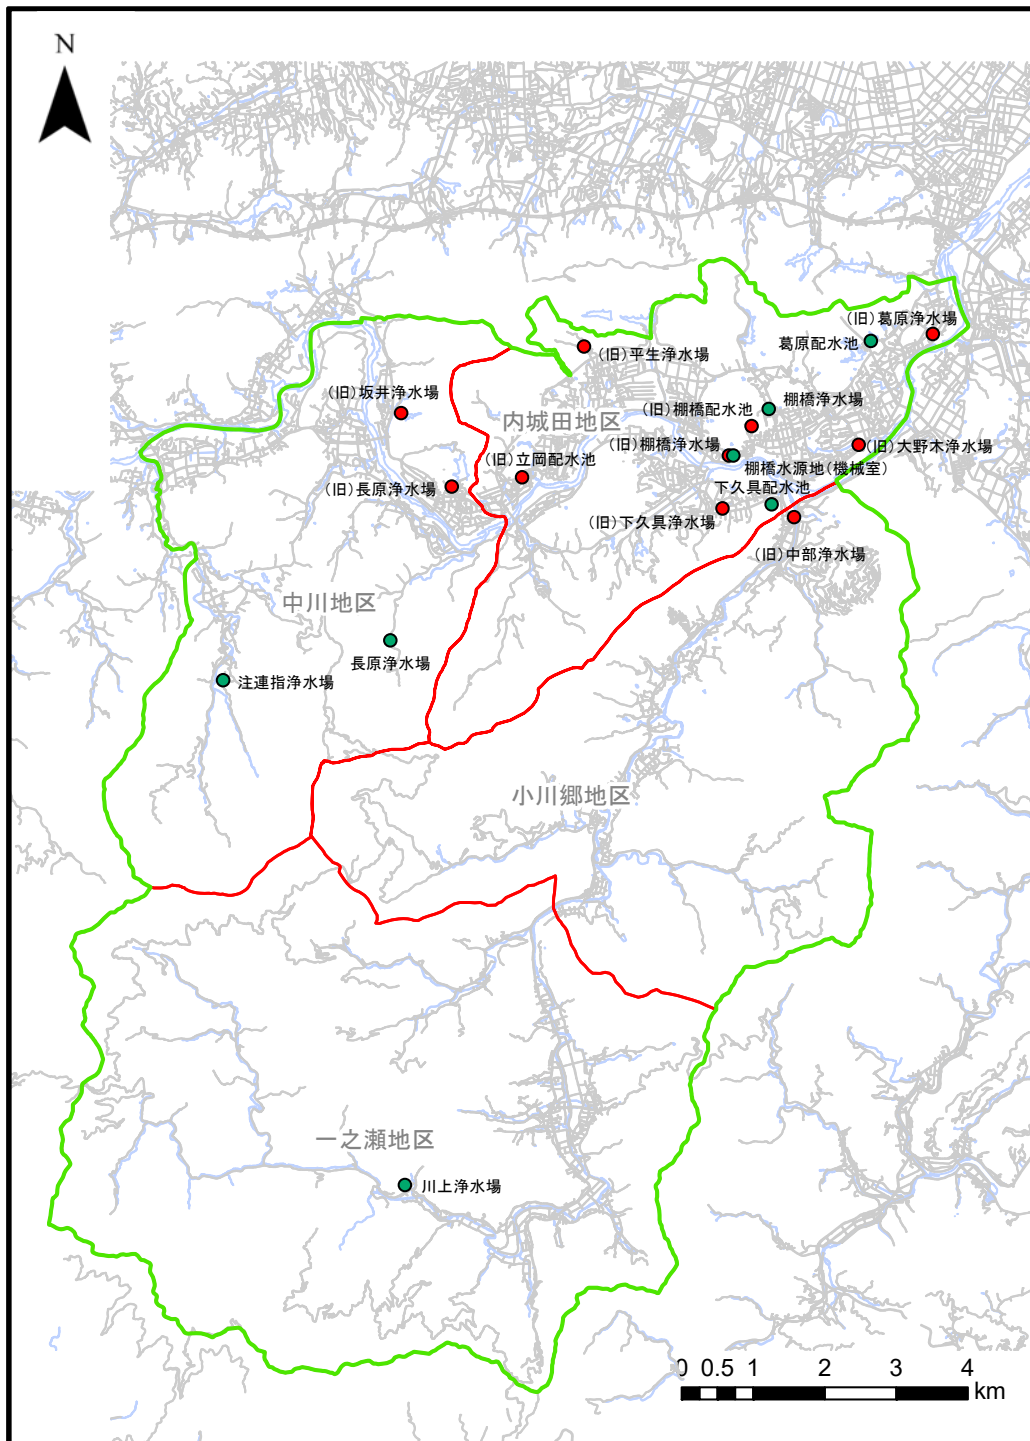 N
(旧)葛原浄水場
葛原配水池
(旧)平生浄水場
(旧)坂井浄水場
棚橋浄水場
(旧)棚橋配水池
内城田地区
(旧)棚橋浄水場
(旧)大野木浄水場
(旧)立岡配水池
棚橋水源地(機械室)
(旧)長原浄水場
下久具配水池
(旧)下久具浄水場
(旧)中部浄水場
中川地区
長原浄水場
注連指浄水場
小川郷地区
一之瀬地区
川上浄水場
0 0.5 1 2 3 4
km